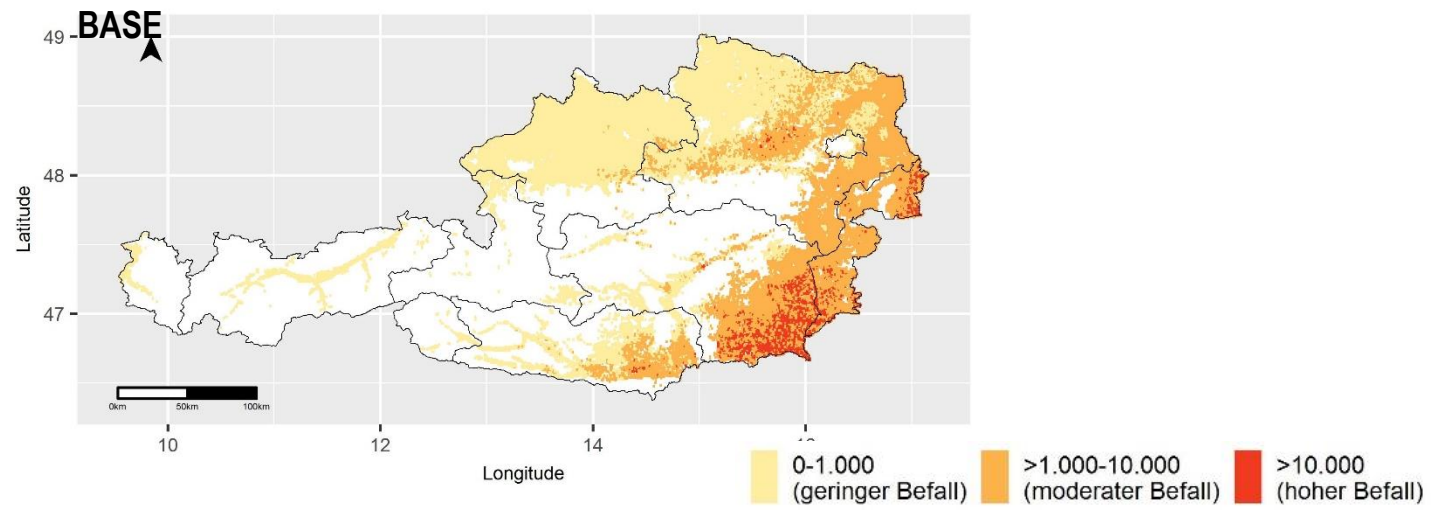 BASE
49
48
47
Latitude
0km 50km 100km
10 12 14
Longitude
0-1.000
(geringer Befall)
>1.000-10.000
(moderater Befall)
>10.000
(hoher Befall)